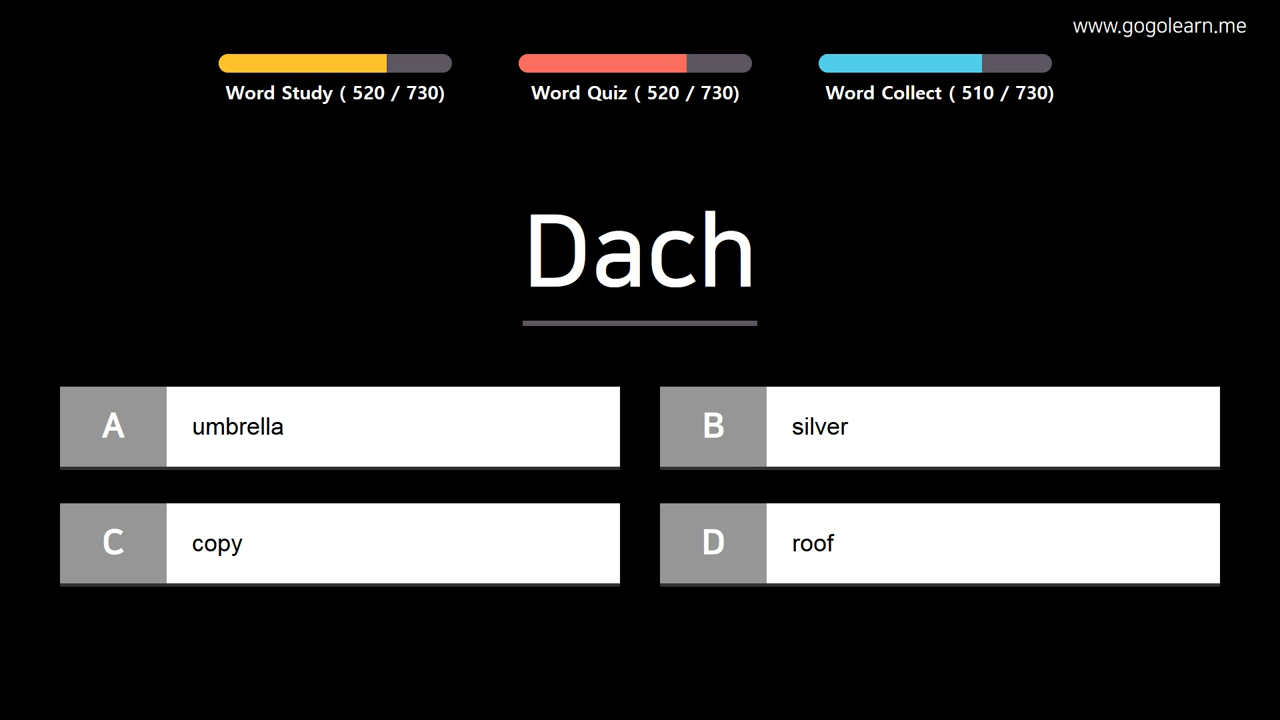 www.gogolearn.me
Word Study ( 520 / 730)
Word Quiz ( 520 / 730)
Word Collect ( 510 / 730)
Dach
A umbrella
B silver
C copy
D roof